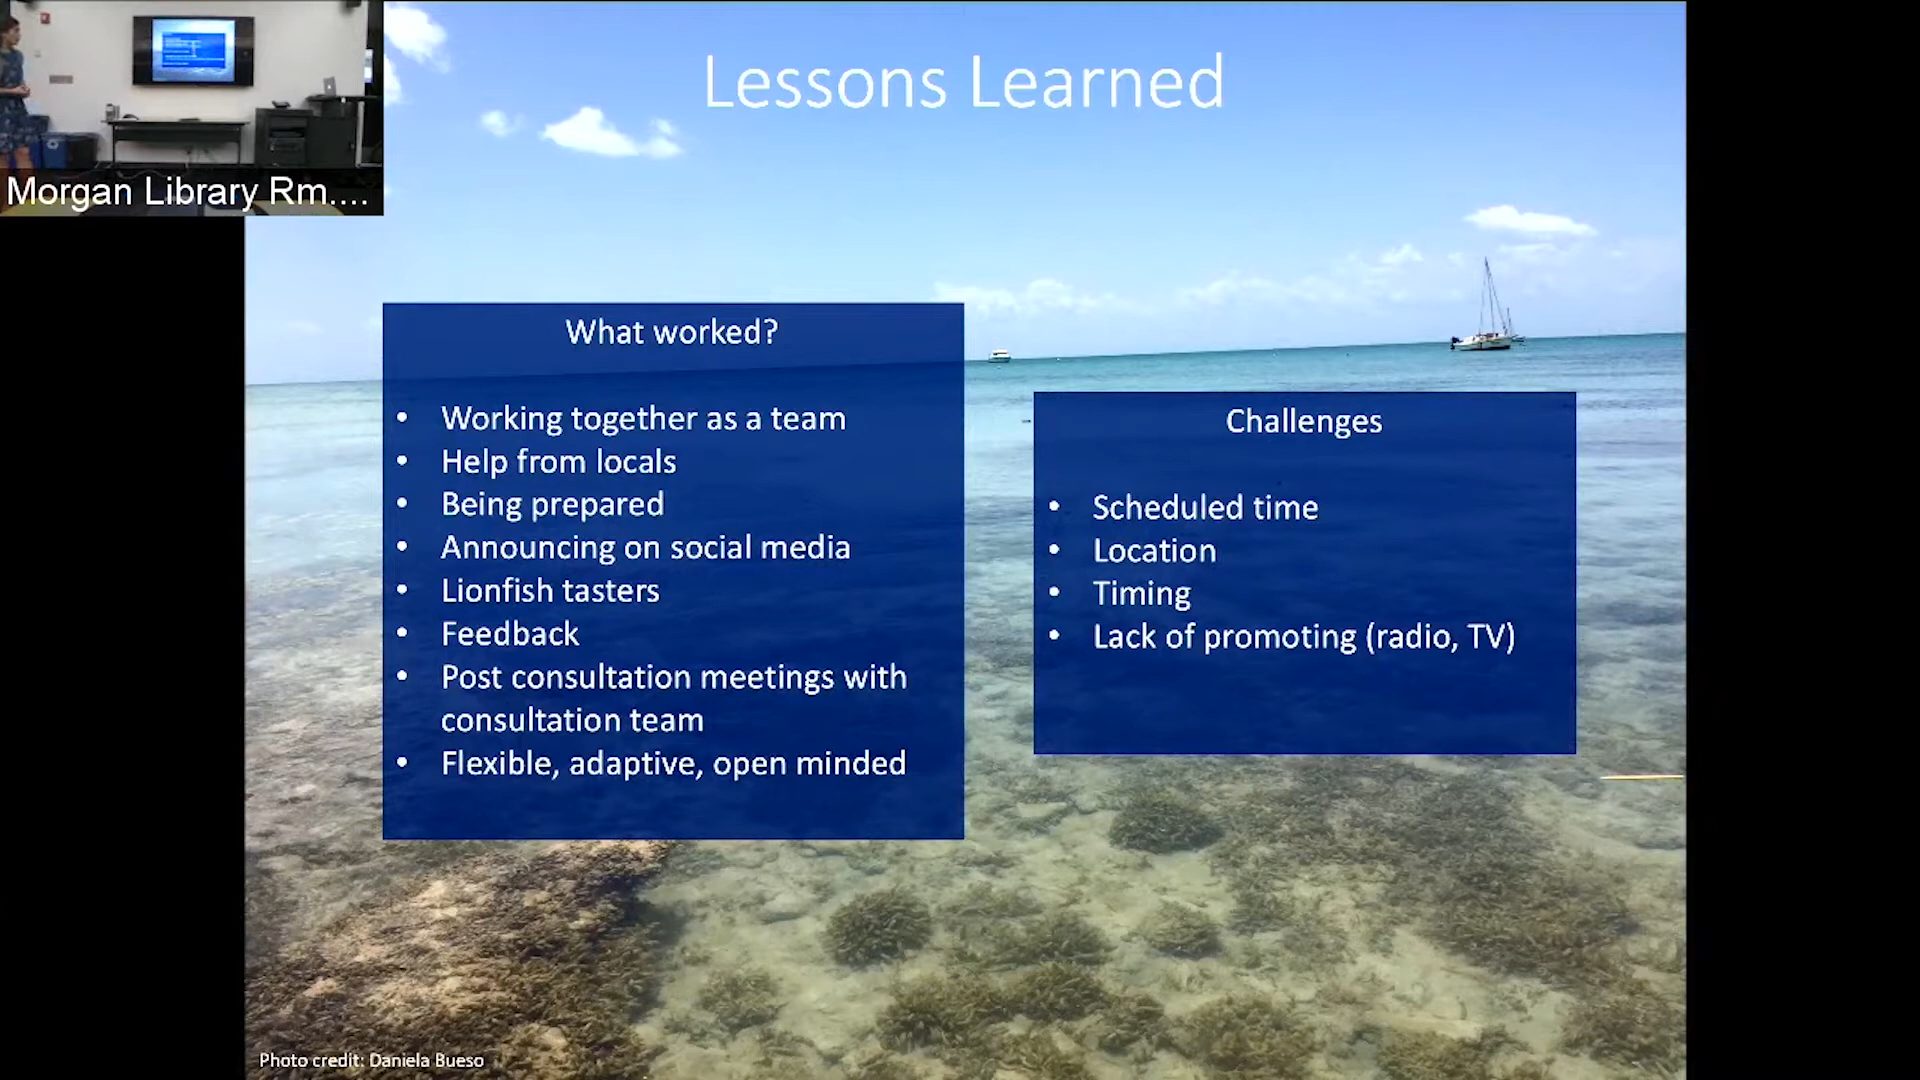 Lessons Learned
Morgan Library Rm....
What worked?
• Working together as a team
• Help from locals
• Being prepared
• Announcing on social media
• Lionfish tasters
• Feedback
• Post consultation meetings with
consultation team
• Flexible, adaptive, open minded
Challenges
• Scheduled time
• Location
• Timing
• Lack of promoting (radio, TV)
Photo credit: Daniela Bueso